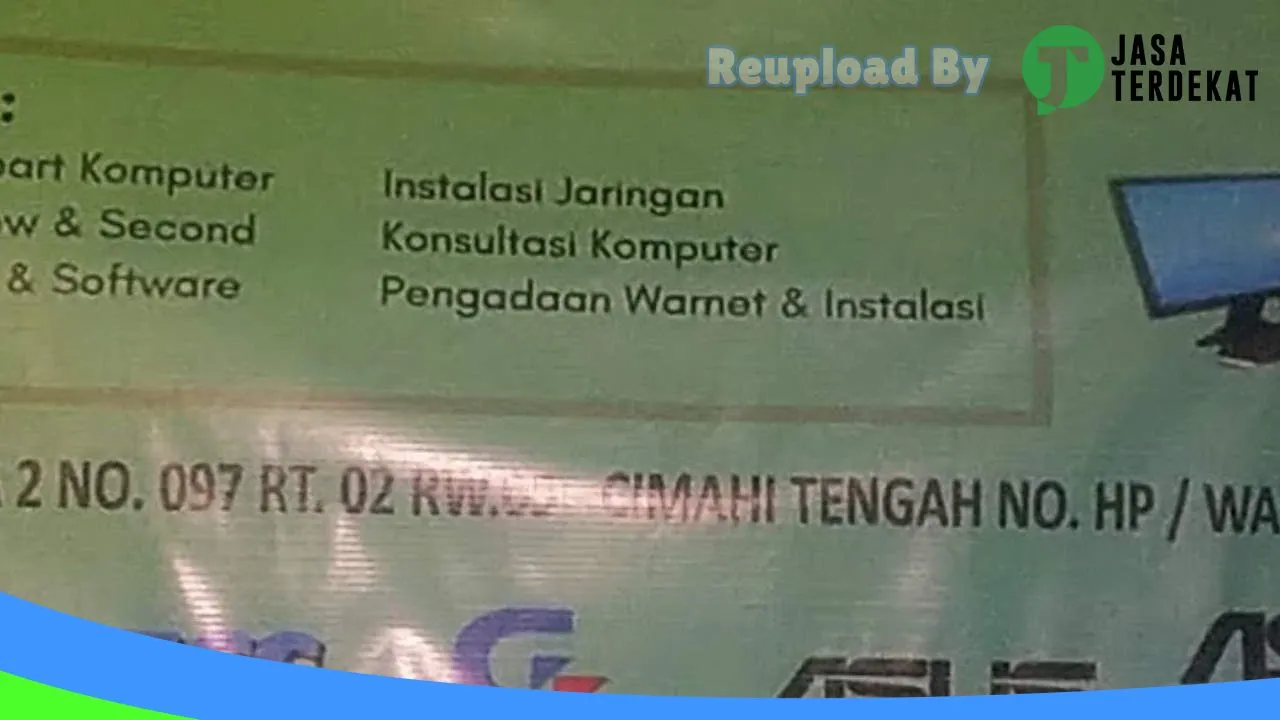 Reupload By
JASA
TERDEKAT
:
part Komputer
& Second
& Software
Instalasi Jaringan
Konsultasi Komputer
Pengadaan Warnet & Instalasi
2 NO. 097 RT. 02 CIMAHI TENGAH NO. HP / WA
ASUS